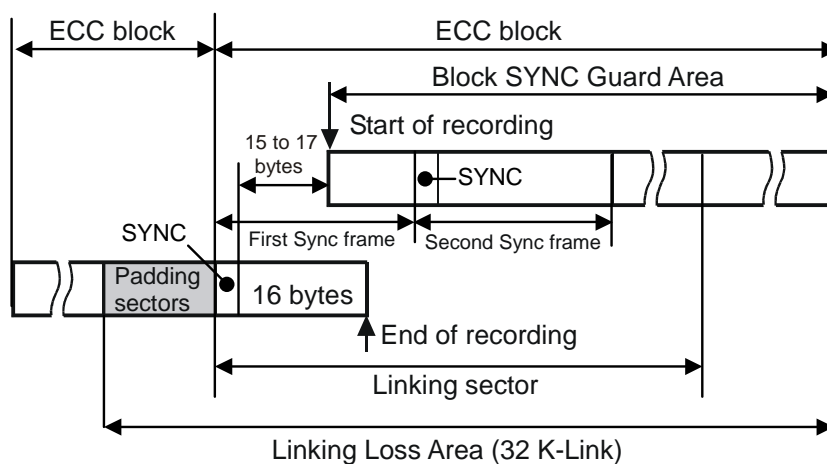 ECC block
ECC block
Block SYNC Guard Area
Start of recording
15 to 17
bytes
SYNC
SYNC
First Sync frame
Second Sync frame
Padding
sectors
16 bytes
End of recording
Linking sector
Linking Loss Area (32 K-Link)